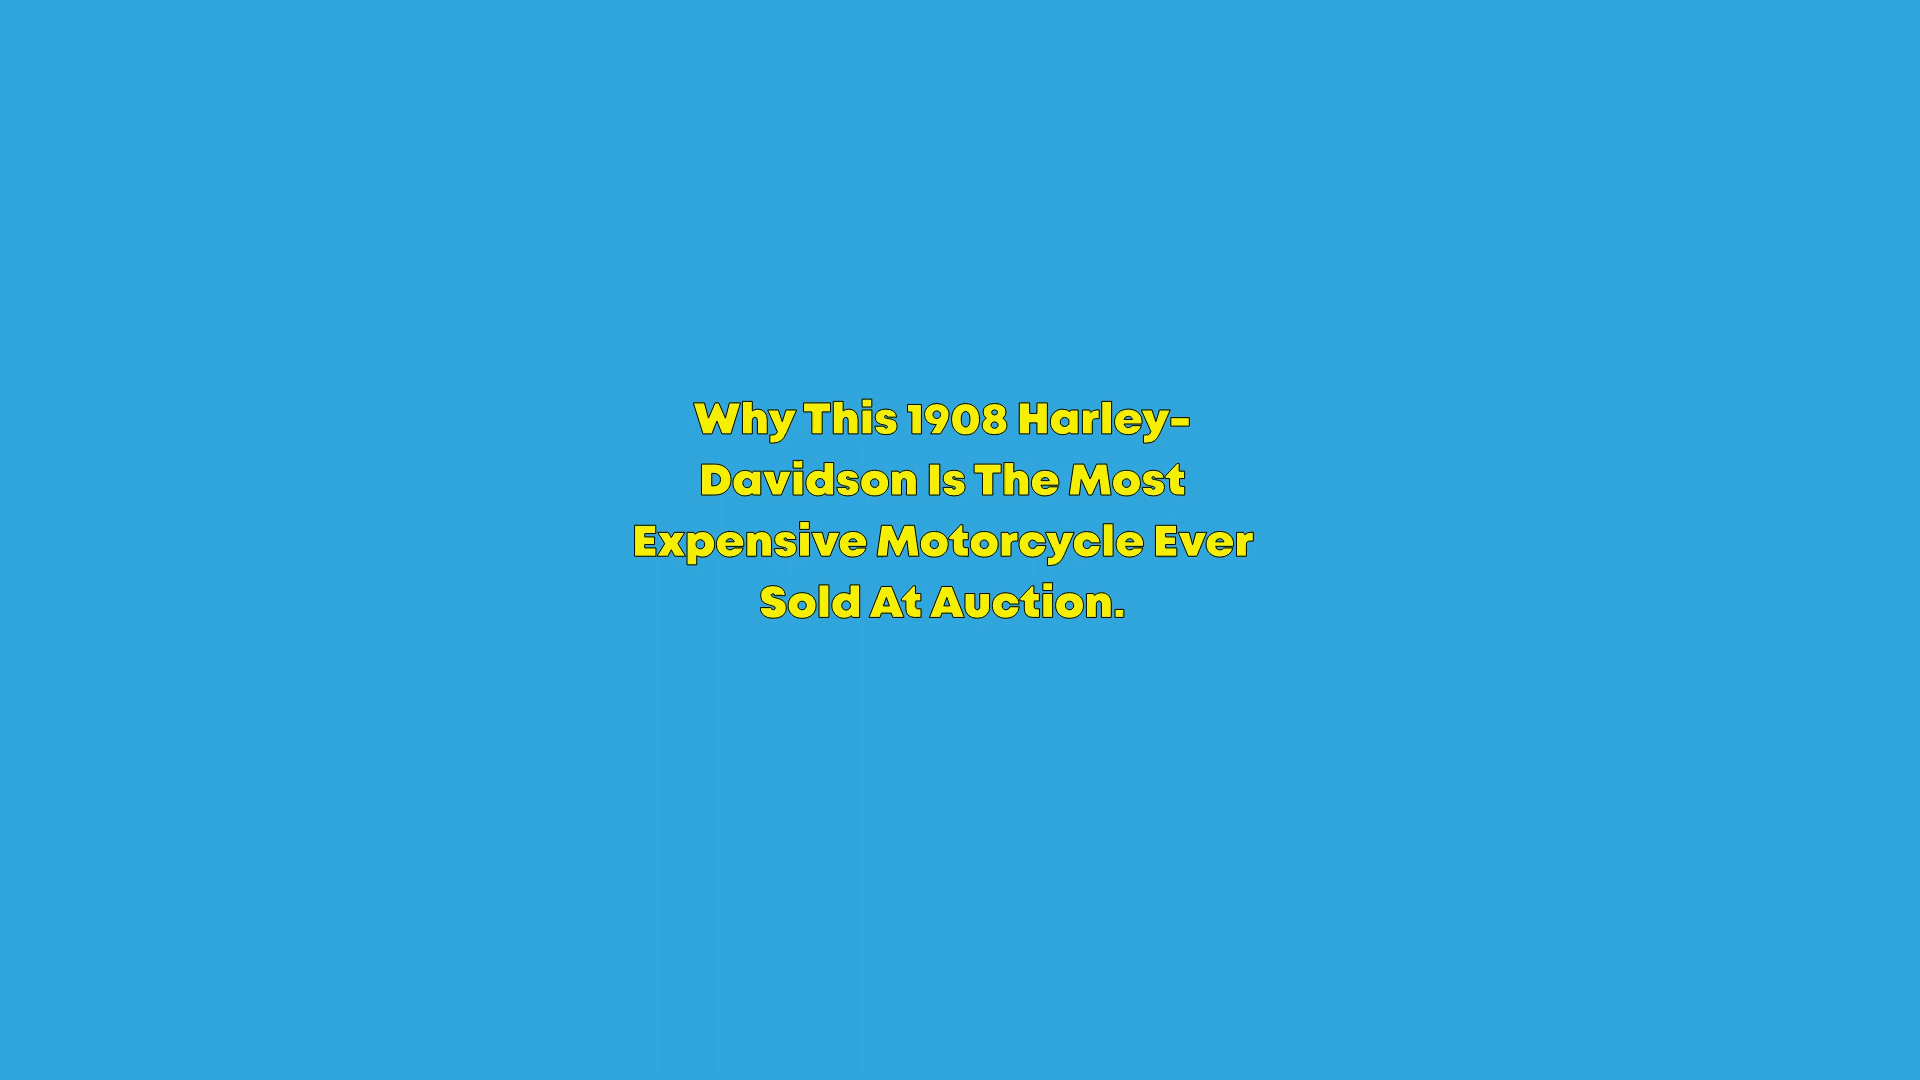 Why This 1908 Harley-
Davidson Is The Most
Expensive Motorcycle Ever
Sold At Auction.